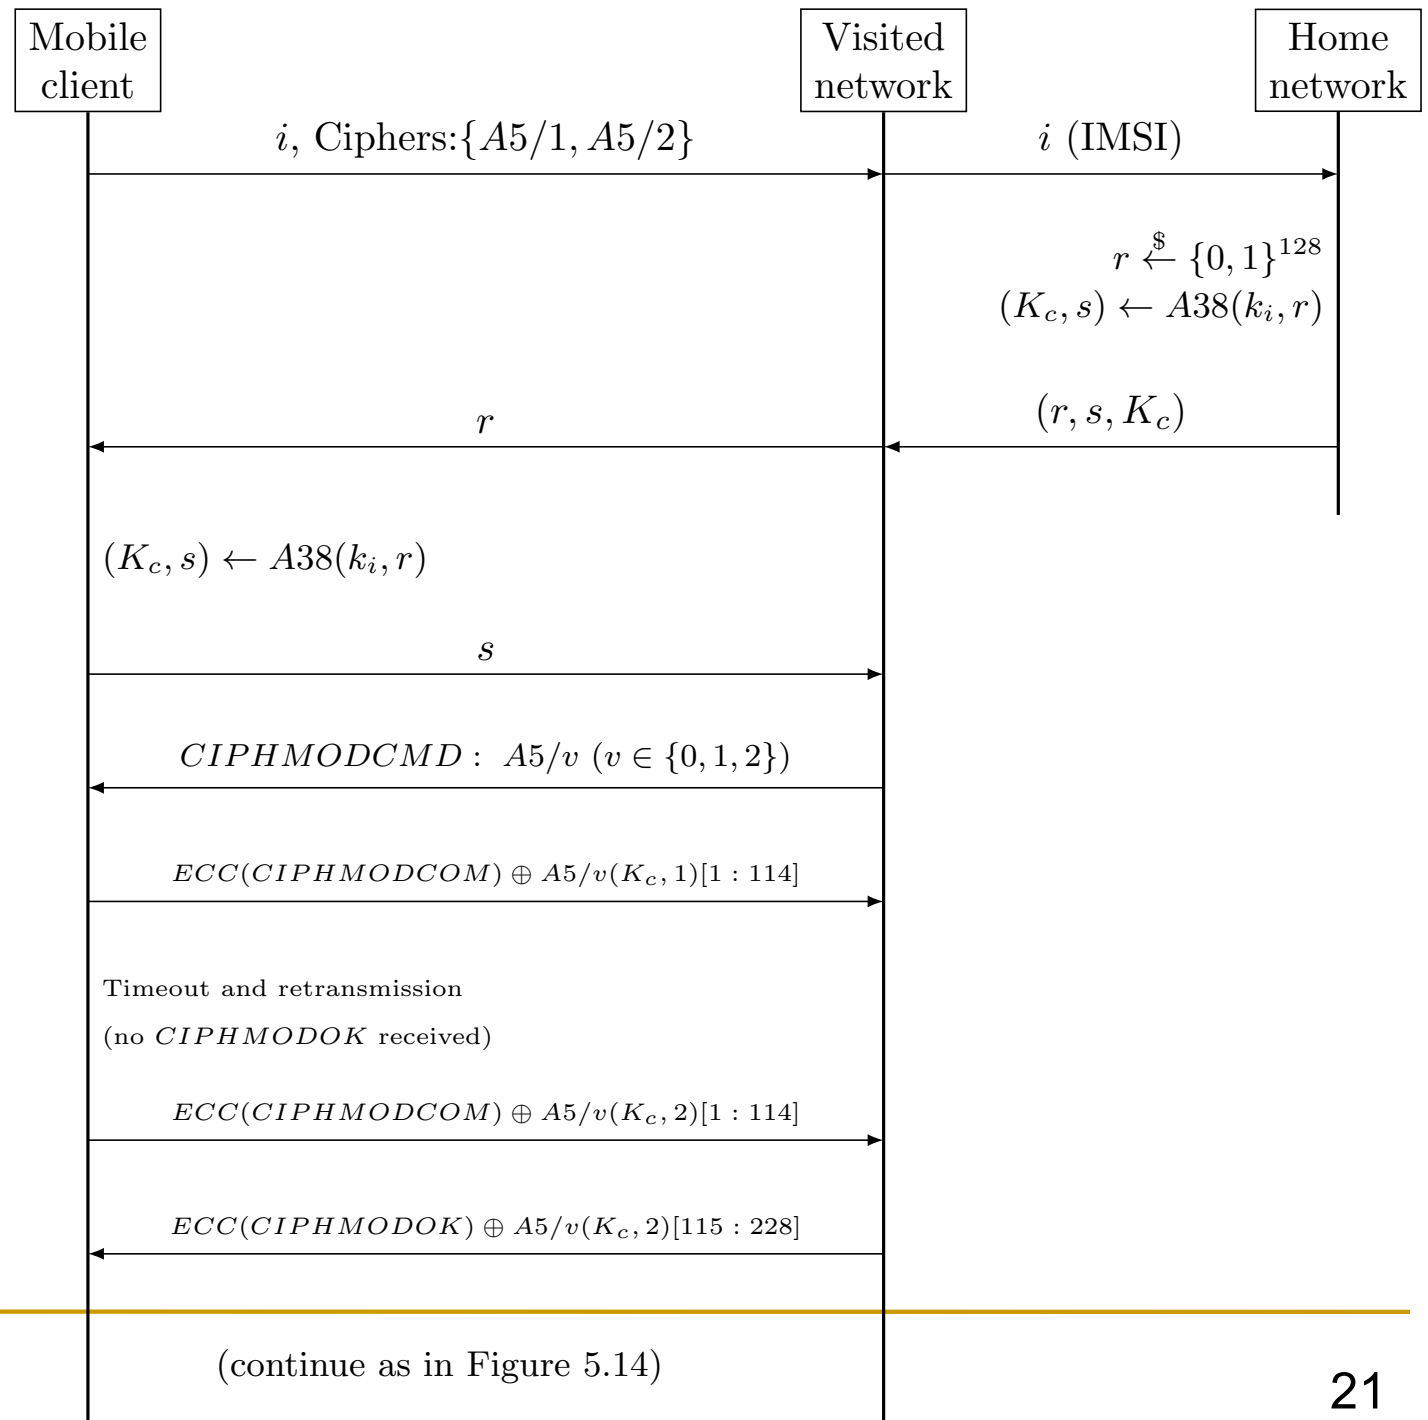 Mobile client
Visited network
Home network
i, Ciphers:{A5/1, A5/2}
i (IMSI)
r $← {0, 1}^128
(K_c, s) ← A38(k_i, r)
(r, s, K_c)
r
(K_c, s) ← A38(k_i, r)
s
CIPHMODCMD : A5/v (v ∈ {0, 1, 2})
ECC(CIPHMODCOM) ⊕ A5/v(K_c, 1)[1 : 114]
Timeout and retransmission
(no CIPHMODOK received)
ECC(CIPHMODCOM) ⊕ A5/v(K_c, 2)[1 : 114]
ECC(CIPHMODOK) ⊕ A5/v(K_c, 2)[115 : 228]
(continue as in Figure 5.14)
21